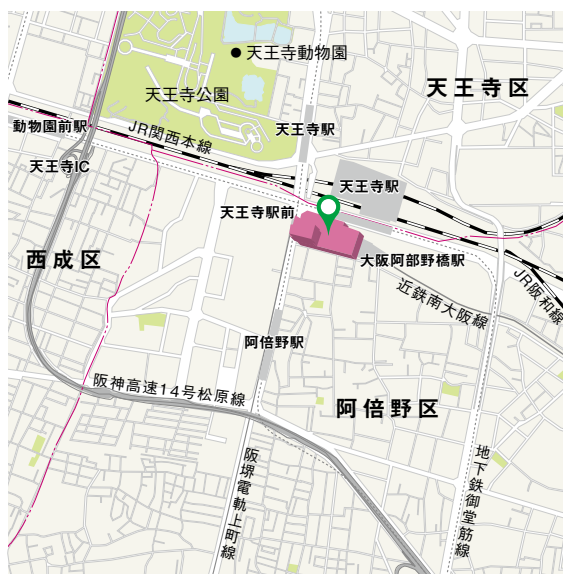 天王寺動物園
天王寺公園
天王寺区
動物園前駅
JR関西本線
天王寺駅
天王寺IC
天王寺駅
天王寺駅前
西成区
大阪阿部野橋駅
JR阪和線
近鉄南大阪線
阿倍野駅
阪神高速14号松原線
阿倍野区
阪堺電軌上町線
地下鉄御堂筋線